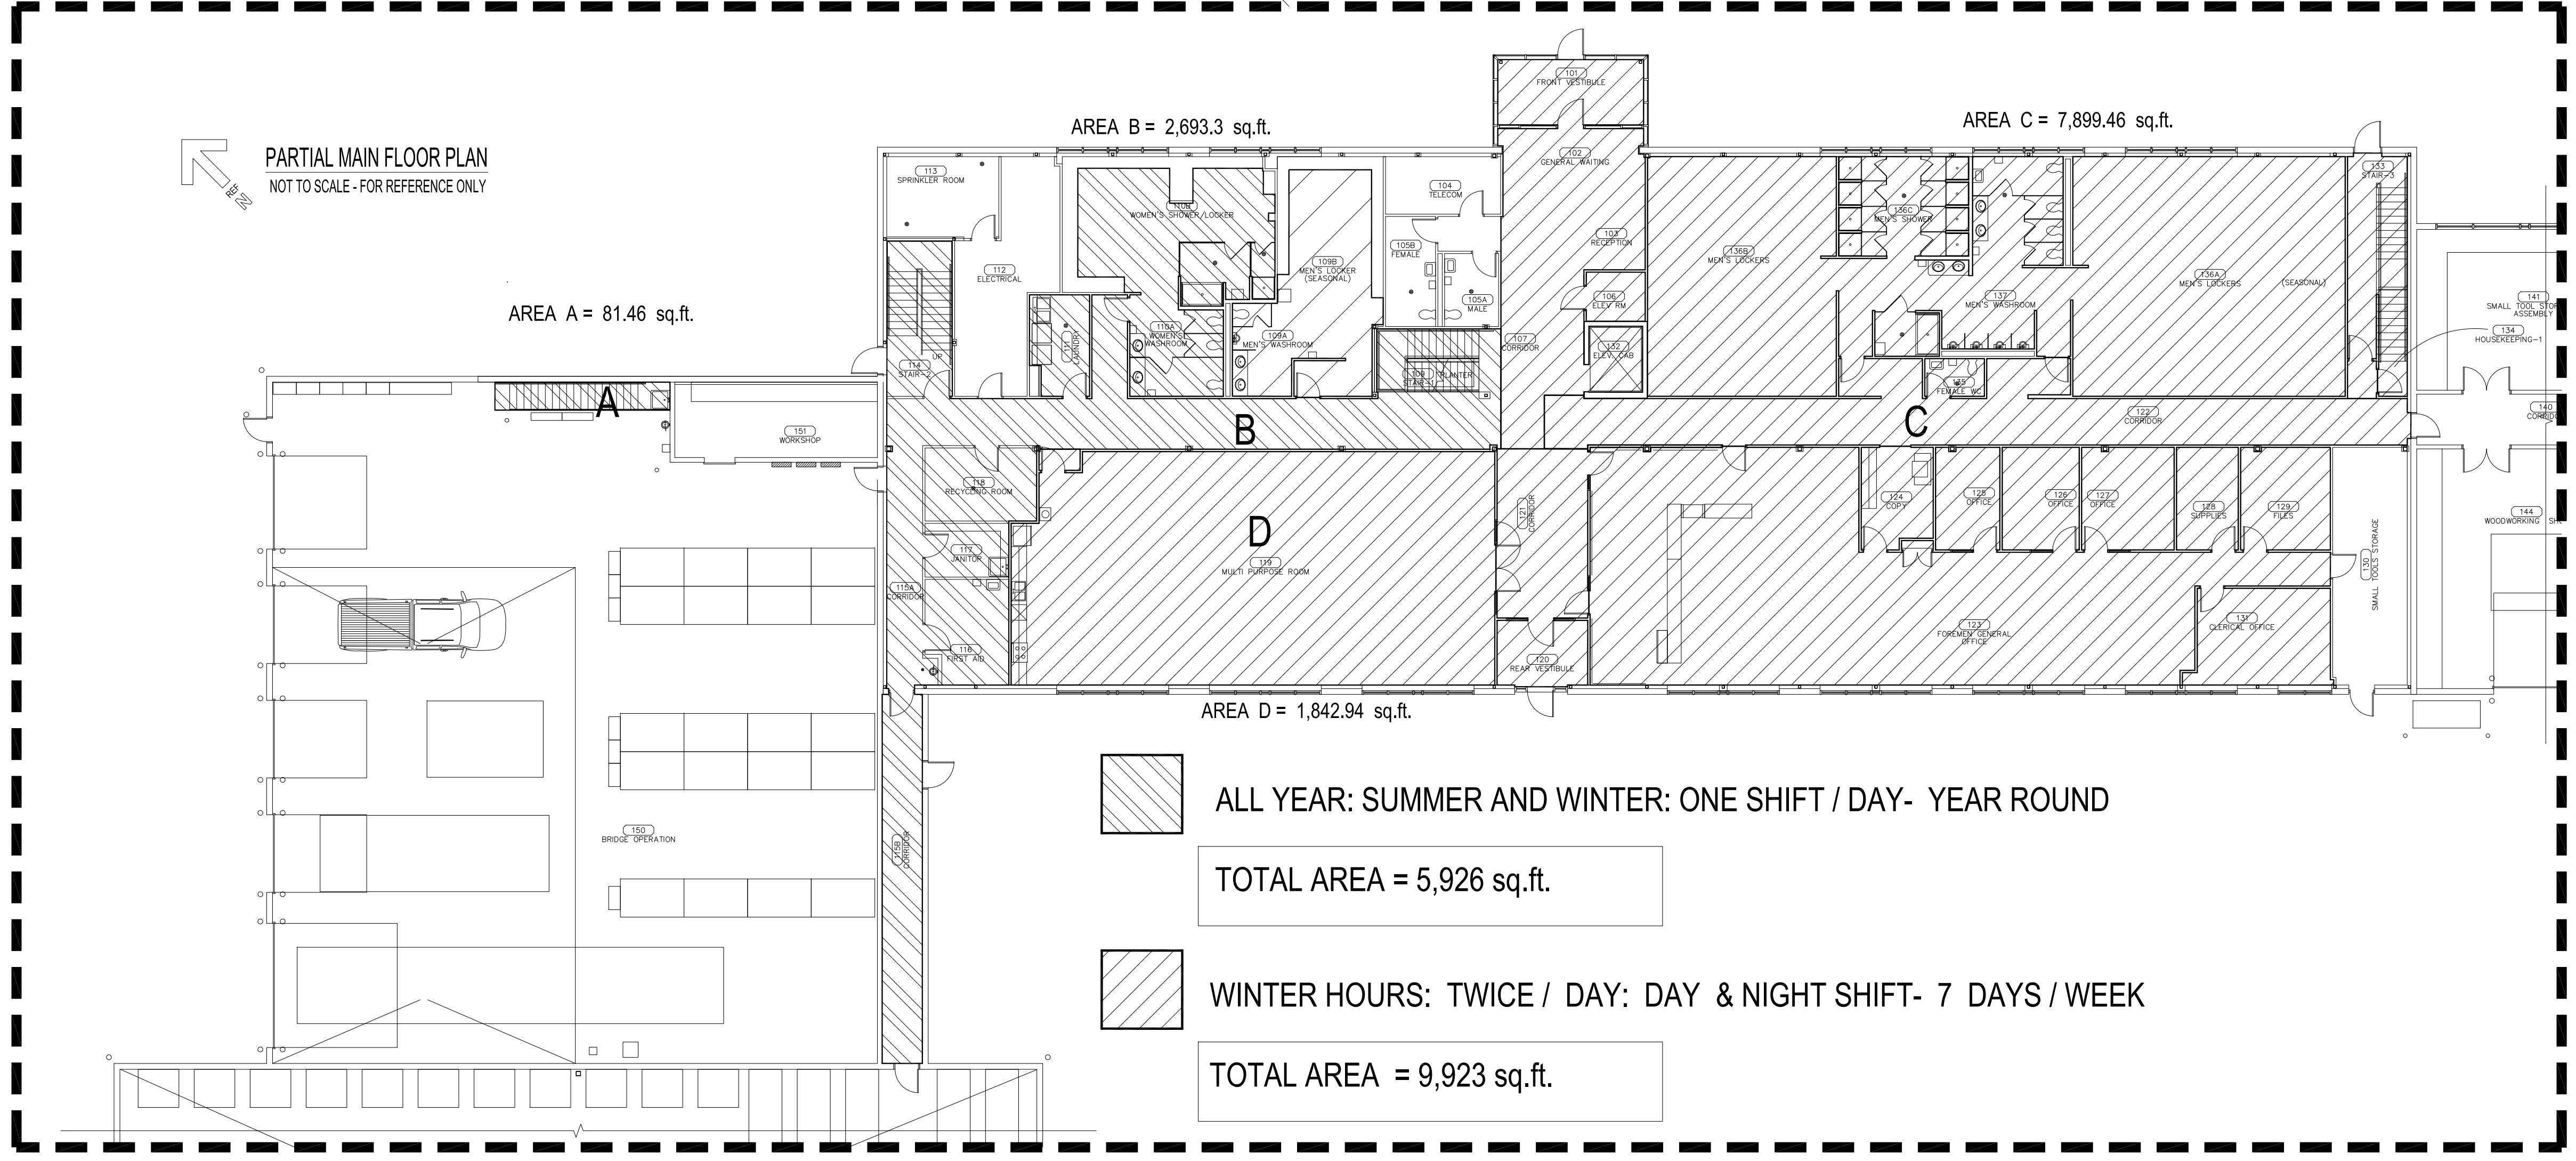 PARTIAL MAIN FLOOR PLAN
NOT TO SCALE - FOR REFERENCE ONLY
REF N
AREA A = 81.46 sq.ft.
AREA B = 2,693.3 sq.ft.
AREA C = 7,899.46 sq.ft.
101
FRONT VESTIBULE
102
GENERAL WAITING
103
RECEPTION
104
TELECOM
105B
FEMALE
105A
MALE
106
ELEV RM
107
CORRIDOR
132
ELEV. CAB
113
SPRINKLER ROOM
112
ELECTRICAL
110B
WOMEN'S SHOWER/LOCKER
109B
MEN'S LOCKER
(SEASONAL)
110A
WOMEN'S
WASHROOM
109A
MEN'S WASHROOM
111
LAUNDRY
UP
114
STAIR-2
109
STAIR-1
PLANTER
136B
MEN'S LOCKERS
136C
MEN'S SHOWER
137
MEN'S WASHROOM
136A
MEN'S LOCKERS
(SEASONAL)
133
STAIR-3
135
FEMALE WC
141
SMALL TOOL
ASSEMBLY
134
HOUSEKEEPING-1
140
122
CORRIDOR
A
B
C
D
151
WORKSHOP
118
RECYCLING ROOM
117
JANITOR
115A
CORRIDOR
116
FIRST AID
119
MULTI PURPOSE ROOM
121
CORRIDOR
120
REAR VESTIBULE
124
COPY
125
OFFICE
126
OFFICE
127
OFFICE
128
SUPPLIES
129
FILES
130
SMALL TOOLS STORAGE
144
WOODWORKING
123
FOREMEN GENERAL
OFFICE
131
CLERICAL OFFICE
150
BRIDGE OPERATION
115B
CORRIDOR
AREA D = 1,842.94 sq.ft.
ALL YEAR: SUMMER AND WINTER: ONE SHIFT / DAY- YEAR ROUND
TOTAL AREA = 5,926 sq.ft.
WINTER HOURS: TWICE / DAY: DAY & NIGHT SHIFT- 7 DAYS / WEEK
TOTAL AREA = 9,923 sq.ft.